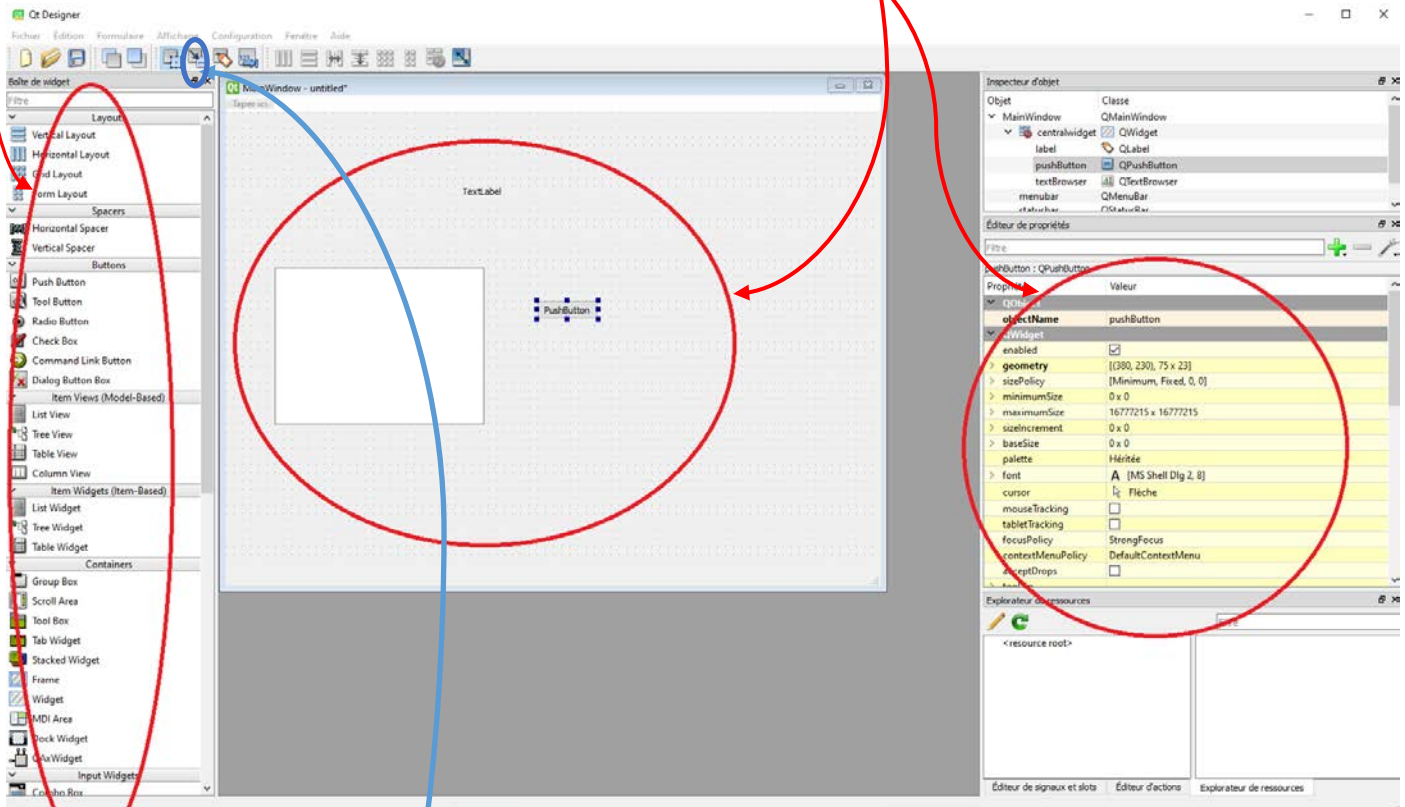 Qt Designer
Fichier Édition Formulaire Affichage Configuration Fenêtre Aide
Boîte de widget
Filtre
Layouts
Vertical Layout
Horizontal Layout
Grid Layout
Form Layout
Spacers
Horizontal Spacer
Vertical Spacer
Buttons
Push Button
Tool Button
Radio Button
Check Box
Command Link Button
Dialog Button Box
Item Views (Model-Based)
List View
Tree View
Table View
Column View
Item Widgets (Item-Based)
List Widget
Tree Widget
Table Widget
Containers
Group Box
Scroll Area
Tool Box
Tab Widget
Stacked Widget
Frame
Widget
MDI Area
Dock Widget
QAxWidget
Input Widgets
Combo Box
MainWindow - untitled*
Tapez ici
TextLabel
PushButton
Inspecteur d'objet
Objet Classe
MainWindow QMainWindow
centralwidget QWidget
label QLabel
pushButton QPushButton
textBrowser QTextBrowser
menubar QMenuBar
statusbar QStatusBar
Éditeur de propriétés
Filtre
pushButton : QPushButton
Propriété Valeur
QObject
objectName pushButton
QWidget
enabled
geometry [(380, 230), 75 x 23]
sizePolicy [Minimum, Fixed, 0, 0]
minimumSize 0 x 0
maximumSize 16777215 x 16777215
sizeIncrement 0 x 0
baseSize 0 x 0
palette Héritée
font A [MS Shell Dlg 2, 8]
cursor Flèche
mouseTracking
tabletTracking
focusPolicy StrongFocus
contextMenuPolicy DefaultContextMenu
acceptDrops
Explorateur de ressources
Filtre
<resource root>
Éditeur de signaux et slots Éditeur d'actions Explorateur de ressources